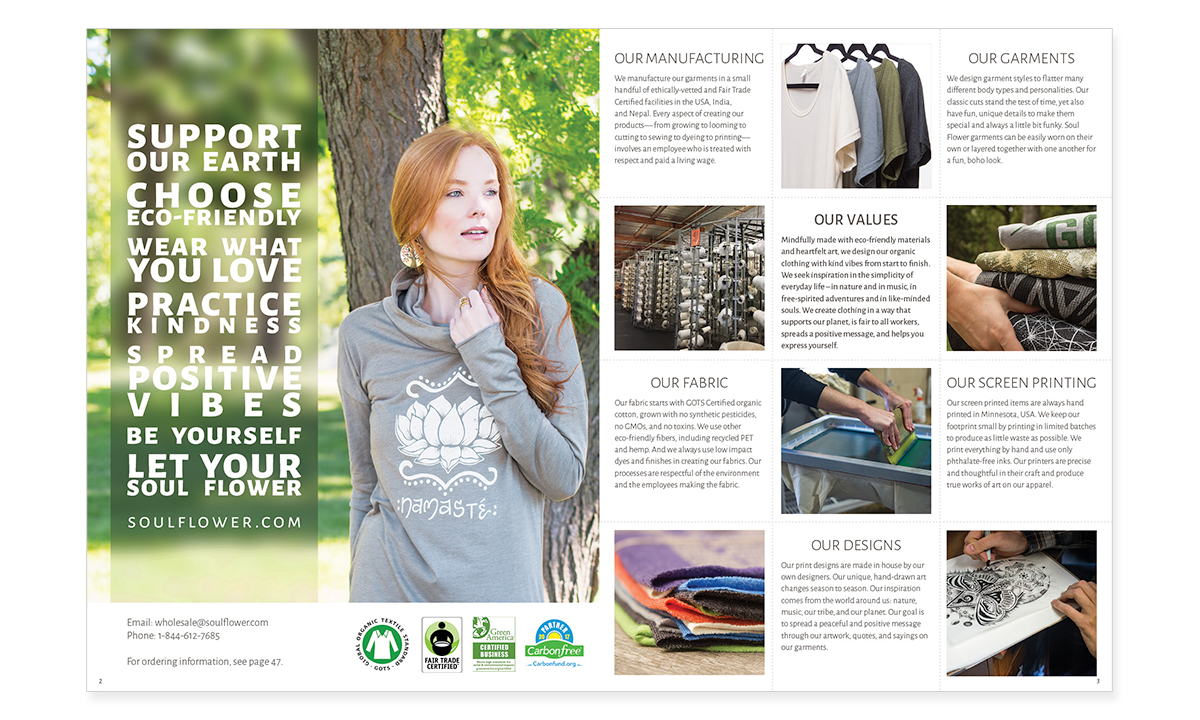 SUPPORT
OUR EARTH
CHOOSE
ECO-FRIENDLY
WEAR WHAT
YOU LOVE
PRACTICE
KINDNESS
SPREAD
POSITIVE
VIBES
BE YOURSELF
LET YOUR
SOUL FLOWER
SOULFLOWER.COM
:namasté:
Email: wholesale@soulflower.com
Phone: 1-844-612-7685
For ordering information, see page 47.
GLOBAL ORGANIC TEXTILE STANDARD
· GOTS ·
FAIR TRADE
CERTIFIED
Green
America
CERTIFIED
BUSINESS
PARTNER
20 17
Carbonfree
Carbonfund.org
2
OUR MANUFACTURING
We manufacture our garments in a small
handful of ethically-vetted and Fair Trade
Certified facilities in the USA, India,
and Nepal. Every aspect of creating our
products—from growing to looming to
cutting to sewing to dyeing to printing—
involves an employee who is treated with
respect and paid a living wage.
OUR GARMENTS
We design garment styles to flatter many
different body types and personalities. Our
classic cuts stand the test of time, yet also
have fun, unique details to make them
special and always a little bit funky. Soul
Flower garments can be easily worn on their
own or layered together with one another for
a fun, boho look.
OUR VALUES
Mindfully made with eco-friendly materials
and heartfelt art, we design our organic
clothing with kind vibes from start to finish.
We seek inspiration in the simplicity of
everyday life – in nature and in music, in
free-spirited adventures and in like-minded
souls. We create clothing in a way that
supports our planet, is fair to all workers,
spreads a positive message, and helps you
express yourself.
OUR FABRIC
Our fabric starts with GOTS Certified organic
cotton, grown with no synthetic pesticides,
no GMOs, and no toxins. We use other
eco-friendly fibers, including recycled PET
and hemp. And we always use low impact
dyes and finishes in creating our fabrics. Our
processes are respectful of the environment
and the employees making the fabric.
OUR SCREEN PRINTING
Our screen printed items are always hand
printed in Minnesota, USA. We keep our
footprint small by printing in limited batches
to produce as little waste as possible. We
print everything by hand and use only
phthalate-free inks. Our printers are precise
and thoughtful in their craft and produce
true works of art on our apparel.
OUR DESIGNS
Our print designs are made in house by our
own designers. Our unique, hand-drawn art
changes season to season. Our inspiration
comes from the world around us: nature,
music, our tribe, and our planet. Our goal is
to spread a peaceful and positive message
through our artwork, quotes, and sayings on
our garments.
3